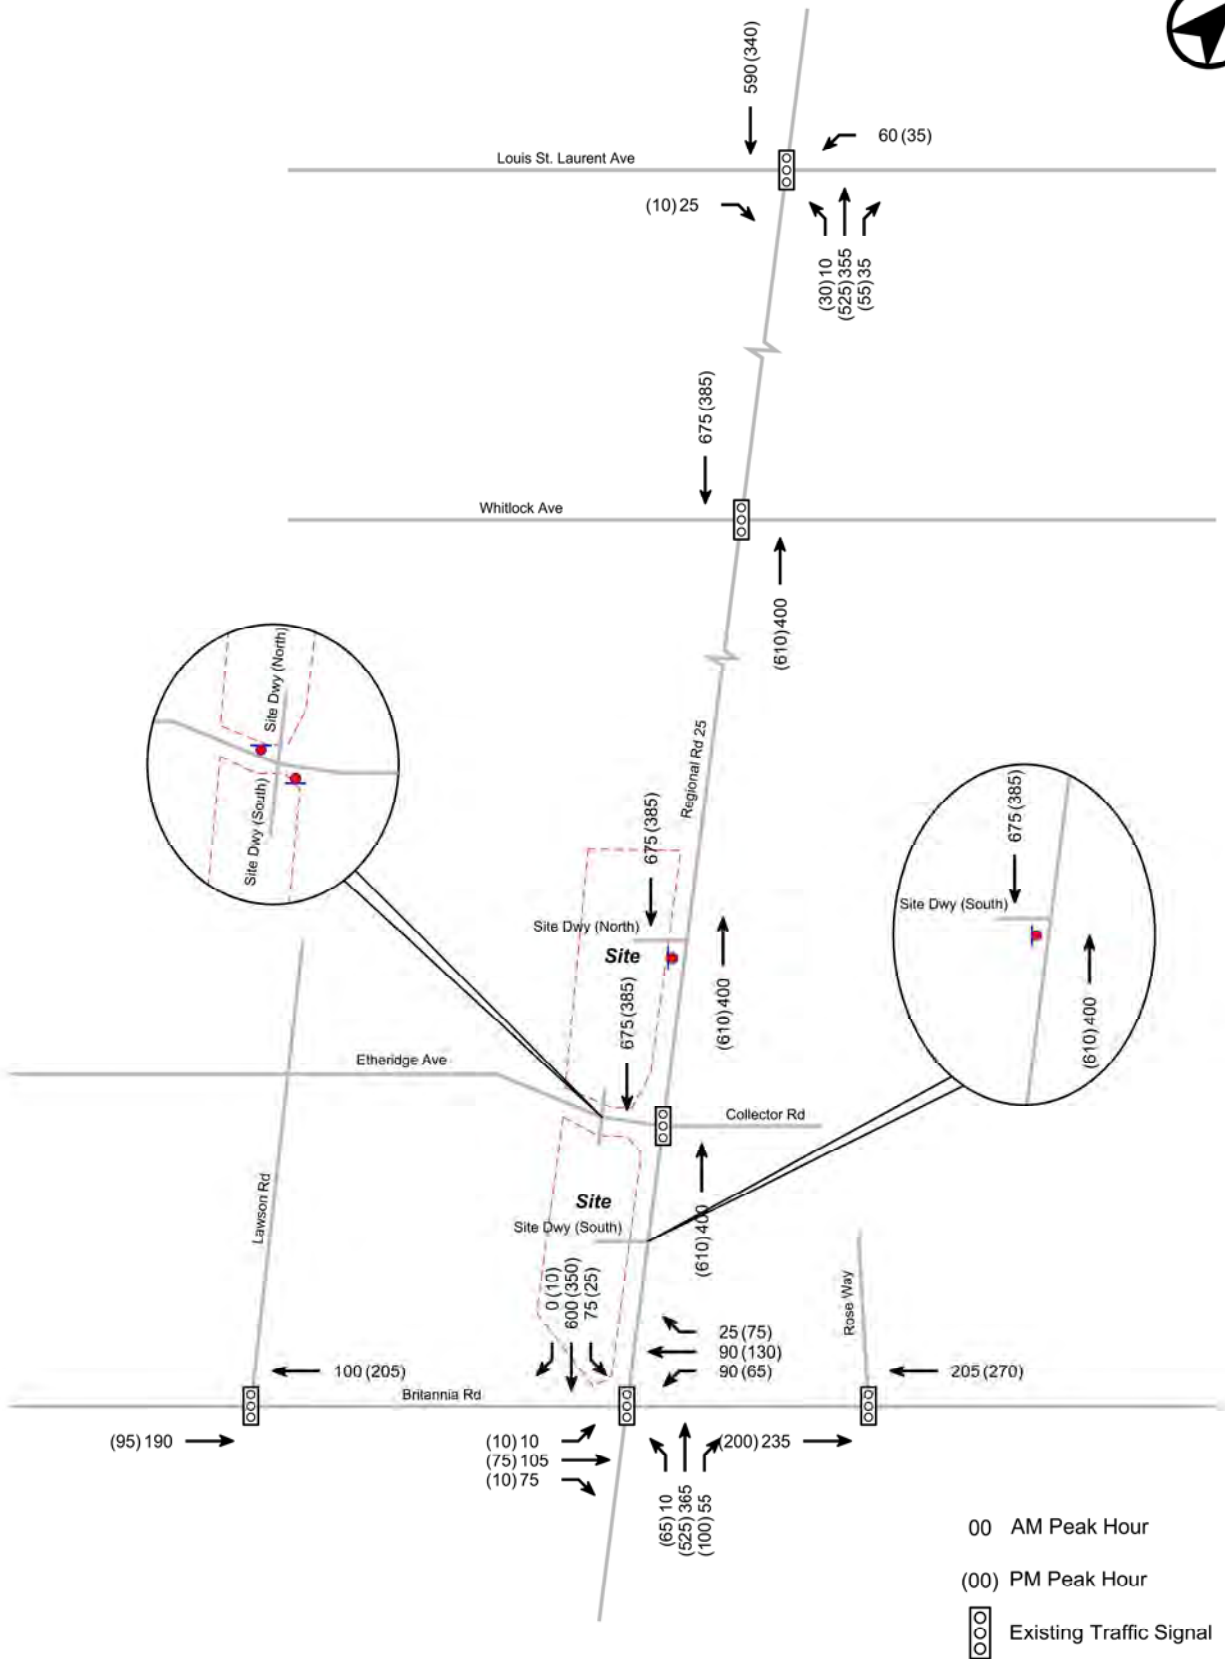 590 (340)
60 (35)
Louis St. Laurent Ave
(10) 25
(30) 10
(525) 355
(55) 35
675 (385)
Whitlock Ave
(610) 400
Site Dwy (North)
Site Dwy (South)
Regional Rd 25
675 (385)
675 (385)
Site Dwy (South)
(610) 400
Site Dwy (North)
Site
675 (385)
(610) 400
Etheridge Ave
Collector Rd
Lawson Rd
Site
Site Dwy (South)
(610) 400
0 (10)
600 (350)
75 (25)
Rose Way
25 (75)
90 (130)
90 (65)
100 (205)
205 (270)
Britannia Rd
(95) 190
(10) 10
(75) 105
(10) 75
(200) 235
(65) 10
(525) 365
(100) 55
00 AM Peak Hour
(00) PM Peak Hour
Existing Traffic Signal